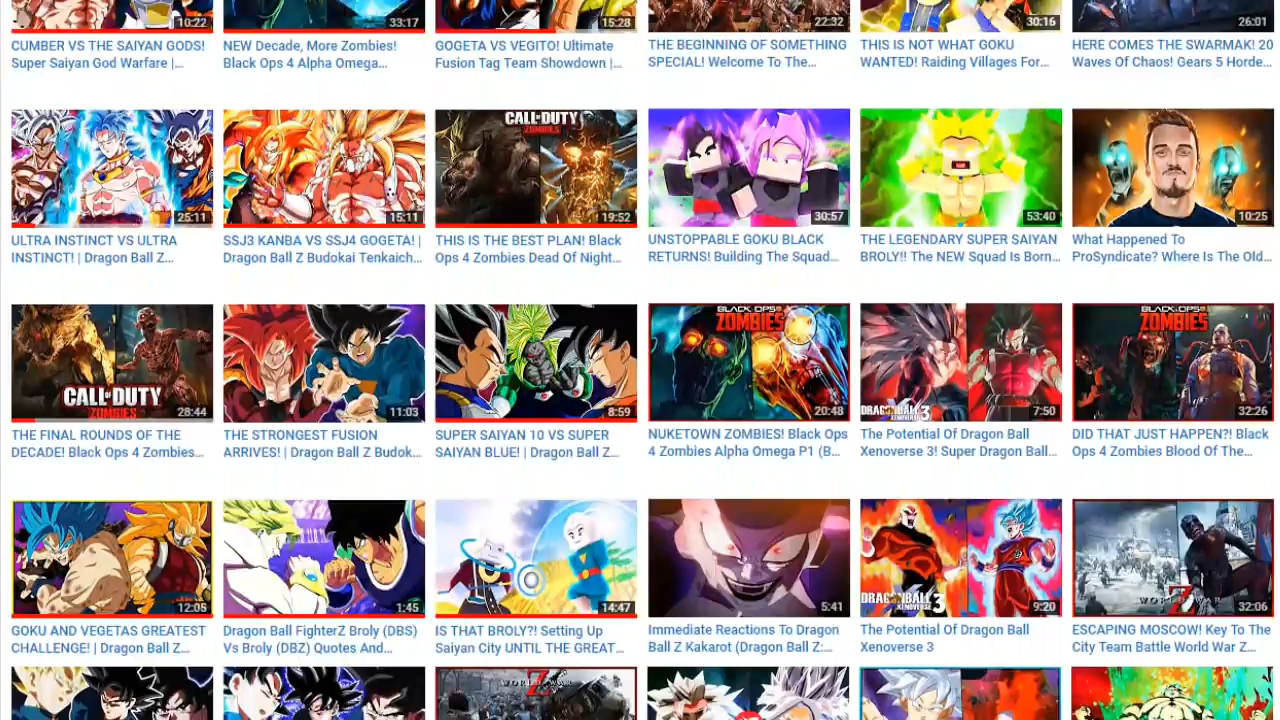 10:22
33:17
15:28
22:32
30:16
26:01
CUMBER VS THE SAIYAN GODS!
Super Saiyan God Warfare |...
NEW Decade, More Zombies!
Black Ops 4 Alpha Omega...
GOGETA VS VEGITO! Ultimate
Fusion Tag Team Showdown |...
THE BEGINNING OF SOMETHING
SPECIAL! Welcome To The...
THIS IS NOT WHAT GOKU
WANTED! Raiding Villages For...
HERE COMES THE SWARMAK! 20
Waves Of Chaos! Gears 5 Horde...
25:11
15:11
CALL OF DUTY
ZOMBIES
19:52
30:57
53:40
10:25
ULTRA INSTINCT VS ULTRA
INSTINCT! | Dragon Ball Z...
SSJ3 KANBA VS SSJ4 GOGETA! |
Dragon Ball Z Budokai Tenkaich...
THIS IS THE BEST PLAN! Black
Ops 4 Zombies Dead Of Night...
UNSTOPPABLE GOKU BLACK
RETURNS! Building The Squad...
THE LEGENDARY SUPER SAIYAN
BROLY!! The NEW Squad Is Born...
What Happened To
ProSyndicate? Where Is The Old...
CALL OF DUTY
ZOMBIES
28:44
11:03
8:59
BLACK OPS
ZOMBIES
20:48
DRAGON BALL
XENOVERSE 3
7:50
BLACK OPS
ZOMBIES
32:26
THE FINAL ROUNDS OF THE
DECADE! Black Ops 4 Zombies...
THE STRONGEST FUSION
ARRIVES! | Dragon Ball Z Budok...
SUPER SAIYAN 10 VS SUPER
SAIYAN BLUE! | Dragon Ball Z...
NUKETOWN ZOMBIES! Black Ops
4 Zombies Alpha Omega P1 (B...
The Potential Of Dragon Ball
Xenoverse 3! Super Dragon Ball...
DID THAT JUST HAPPEN?! Black
Ops 4 Zombies Blood Of The...
12:05
1:45
14:47
5:41
DRAGON BALL
XENOVERSE 3
9:20
WORLD WAR
Z
32:06
GOKU AND VEGETAS GREATEST
CHALLENGE! | Dragon Ball Z...
Dragon Ball FighterZ Broly (DBS)
Vs Broly (DBZ) Quotes And...
IS THAT BROLY?! Setting Up
Saiyan City UNTIL THE GREAT...
Immediate Reactions To Dragon
Ball Z Kakarot (Dragon Ball Z:...
The Potential Of Dragon Ball
Xenoverse 3
ESCAPING MOSCOW! Key To The
City Team Battle World War Z...
WORLD WAR
Z